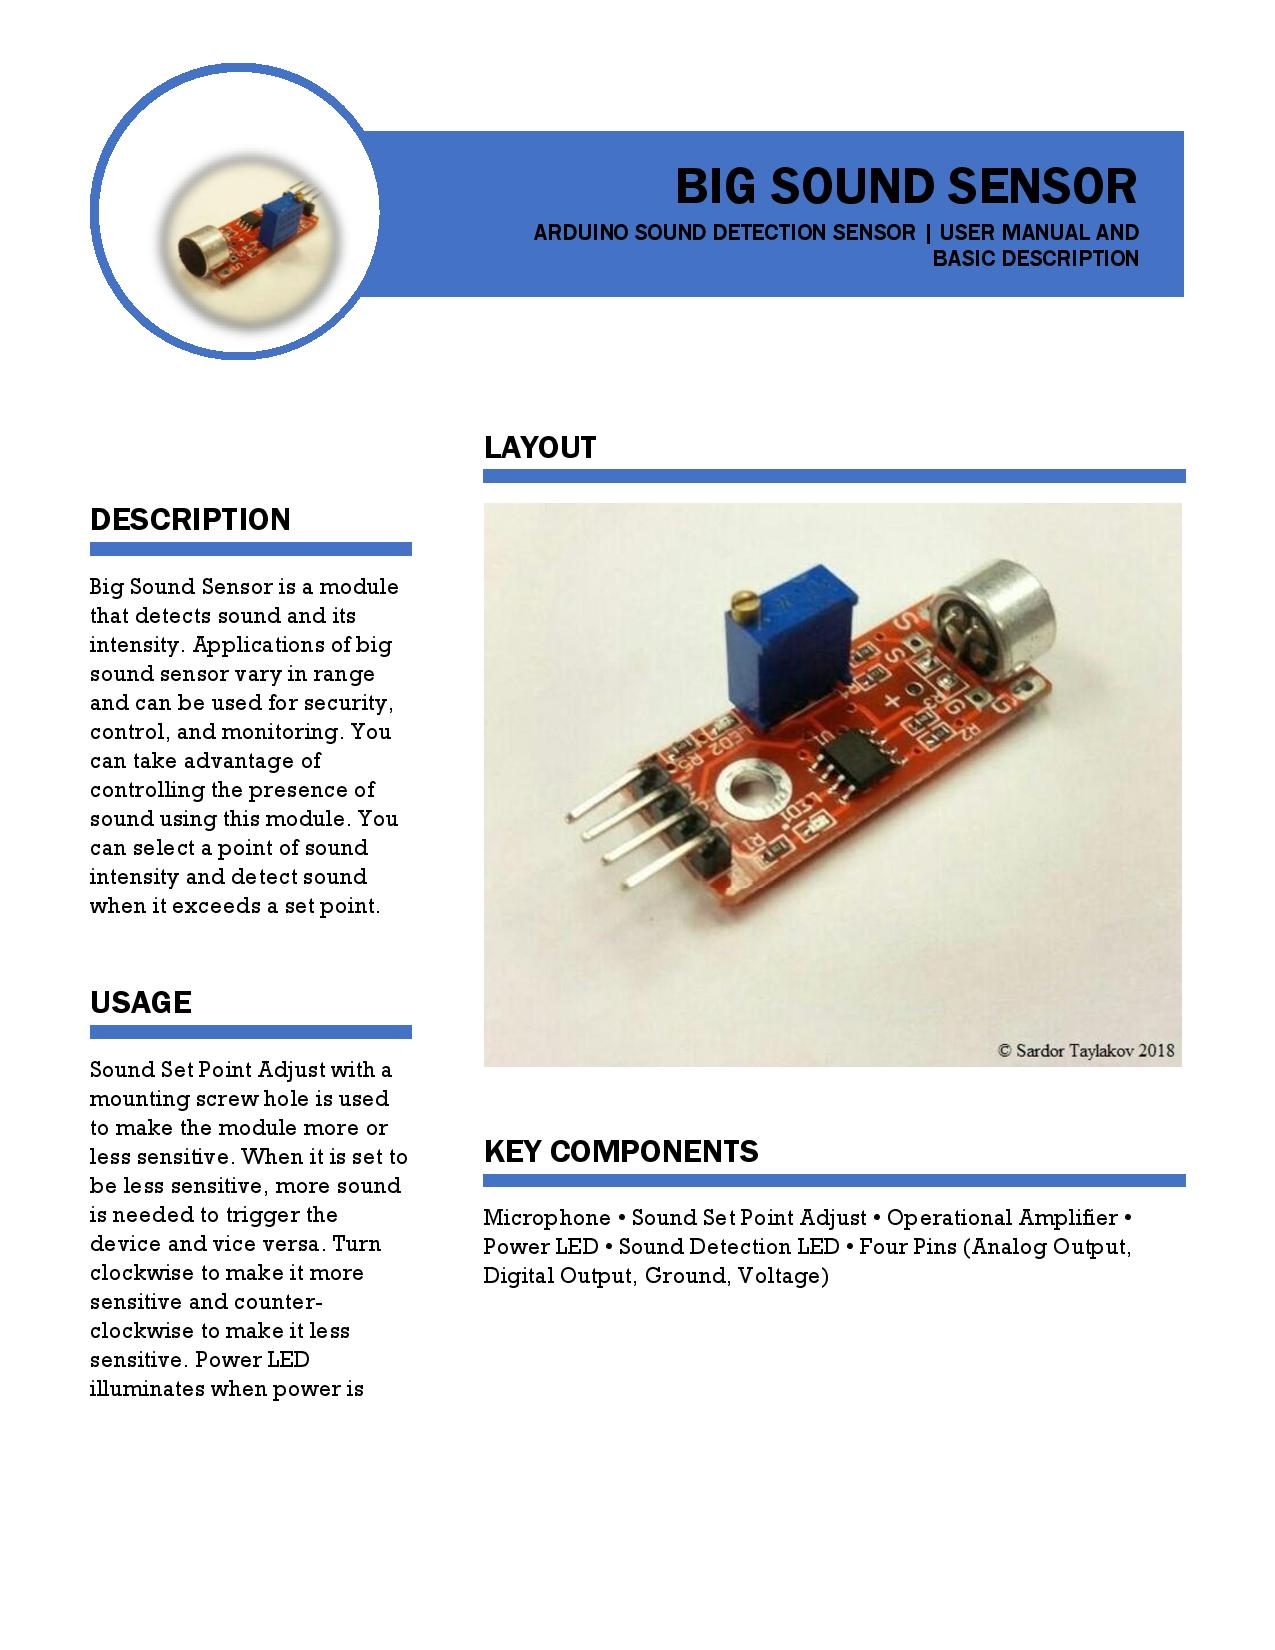 BIG SOUND SENSOR
ARDUINO SOUND DETECTION SENSOR | USER MANUAL AND
BASIC DESCRIPTION
DESCRIPTION
Big Sound Sensor is a module
that detects sound and its
intensity. Applications of big
sound sensor vary in range
and can be used for security,
control, and monitoring. You
can take advantage of
controlling the presence of
sound using this module. You
can select a point of sound
intensity and detect sound
when it exceeds a set point.
USAGE
Sound Set Point Adjust with a
mounting screw hole is used
to make the module more or
less sensitive. When it is set to
be less sensitive, more sound
is needed to trigger the
device and vice versa. Turn
clockwise to make it more
sensitive and counter-
clockwise to make it less
sensitive. Power LED
illuminates when power is
LAYOUT
S
S
R4
R3
G
G
+
R2
U1
LED2
R5
LED1
R1
© Sardor Taylakov 2018
KEY COMPONENTS
Microphone • Sound Set Point Adjust • Operational Amplifier •
Power LED • Sound Detection LED • Four Pins (Analog Output,
Digital Output, Ground, Voltage)